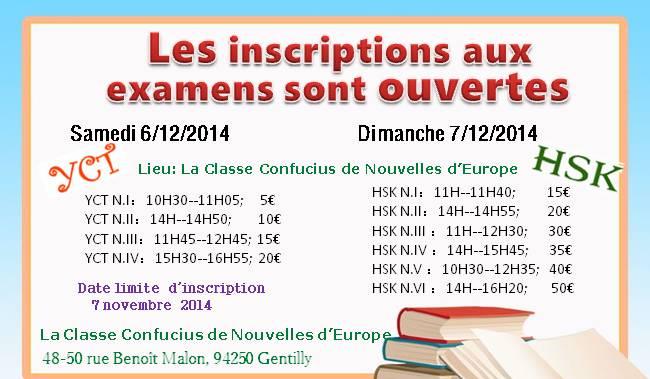 Les inscriptions aux
examens sont ouvertes
Samedi 6/12/2014
Dimanche 7/12/2014
YCT
Lieu: La Classe Confucius de Nouvelles d'Europe
HSK
YCT N.I: 10H30--11H05; 5€
YCT N.II: 14H--14H50; 10€
YCT N.III: 11H45--12H45; 15€
YCT N.IV: 15H30--16H55; 20€
HSK N.I: 11H--11H40; 15€
HSK N.II: 14H--14H55; 20€
HSK N.III : 11H--12H30; 30€
HSK N.IV : 14H--15H45; 35€
HSK N.V : 10H30--12H35; 40€
HSK N.VI : 14H--16H20; 50€
Date limite d'inscription
7 novembre 2014
La Classe Confucius de Nouvelles d'Europe
48-50 rue Benoit Malon, 94250 Gentilly